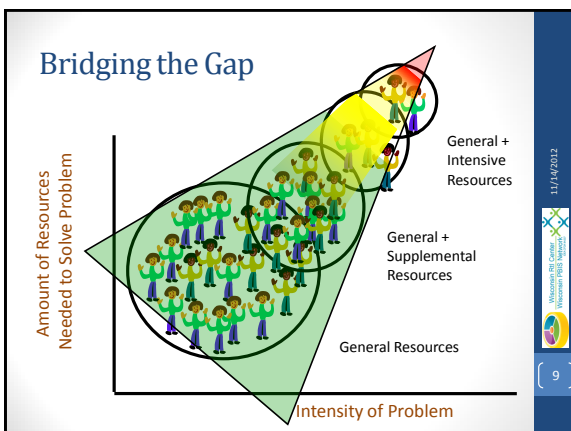 Bridging the Gap
Amount of Resources
Needed to Solve Problem
General +
Intensive
Resources
General +
Supplemental
Resources
General Resources
Intensity of Problem
11/14/2012
Wisconsin RtI Center
Wisconsin PBIS Network
9